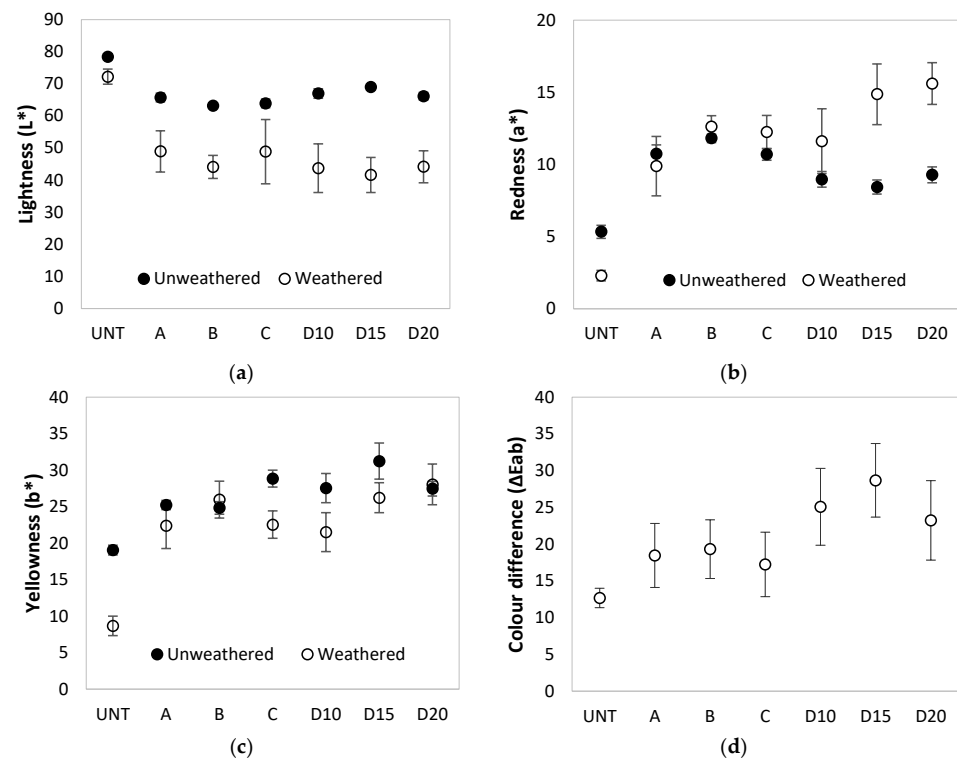 90
80
70
60
50
40
30
20
10
0
Lightness (L*)
Unweathered Weathered
UNT A B C D10 D15 D20
(a)
20
15
10
5
0
Redness (a*)
Unweathered Weathered
UNT A B C D10 D15 D20
(b)
40
35
30
25
20
15
10
5
0
Yellowness (b*)
Unweathered Weathered
UNT A B C D10 D15 D20
(c)
40
35
30
25
20
15
10
5
0
Colour difference (ΔEab)
UNT A B C D10 D15 D20
(d)